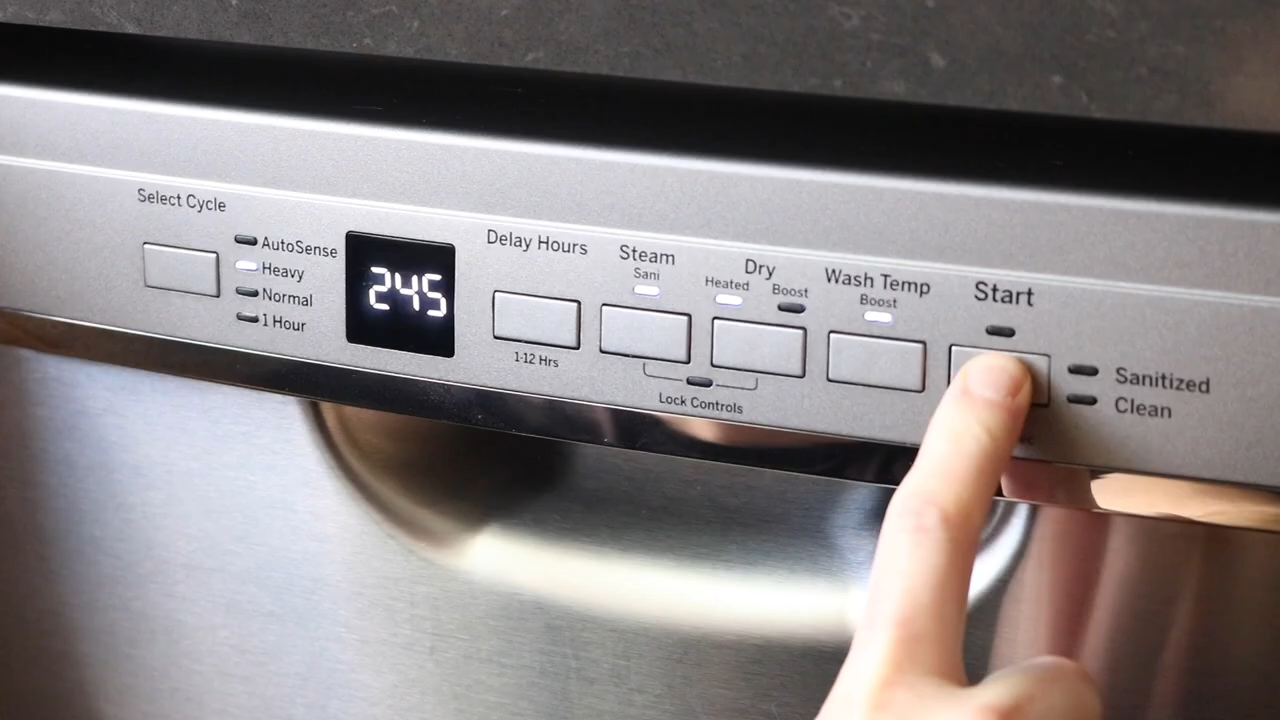 Select Cycle
AutoSense
Heavy
Normal
1 Hour
245
Delay Hours
1-12 Hrs
Steam
Sani
Dry
Heated
Boost
Lock Controls
Wash Temp
Boost
Start
Sanitized
Clean